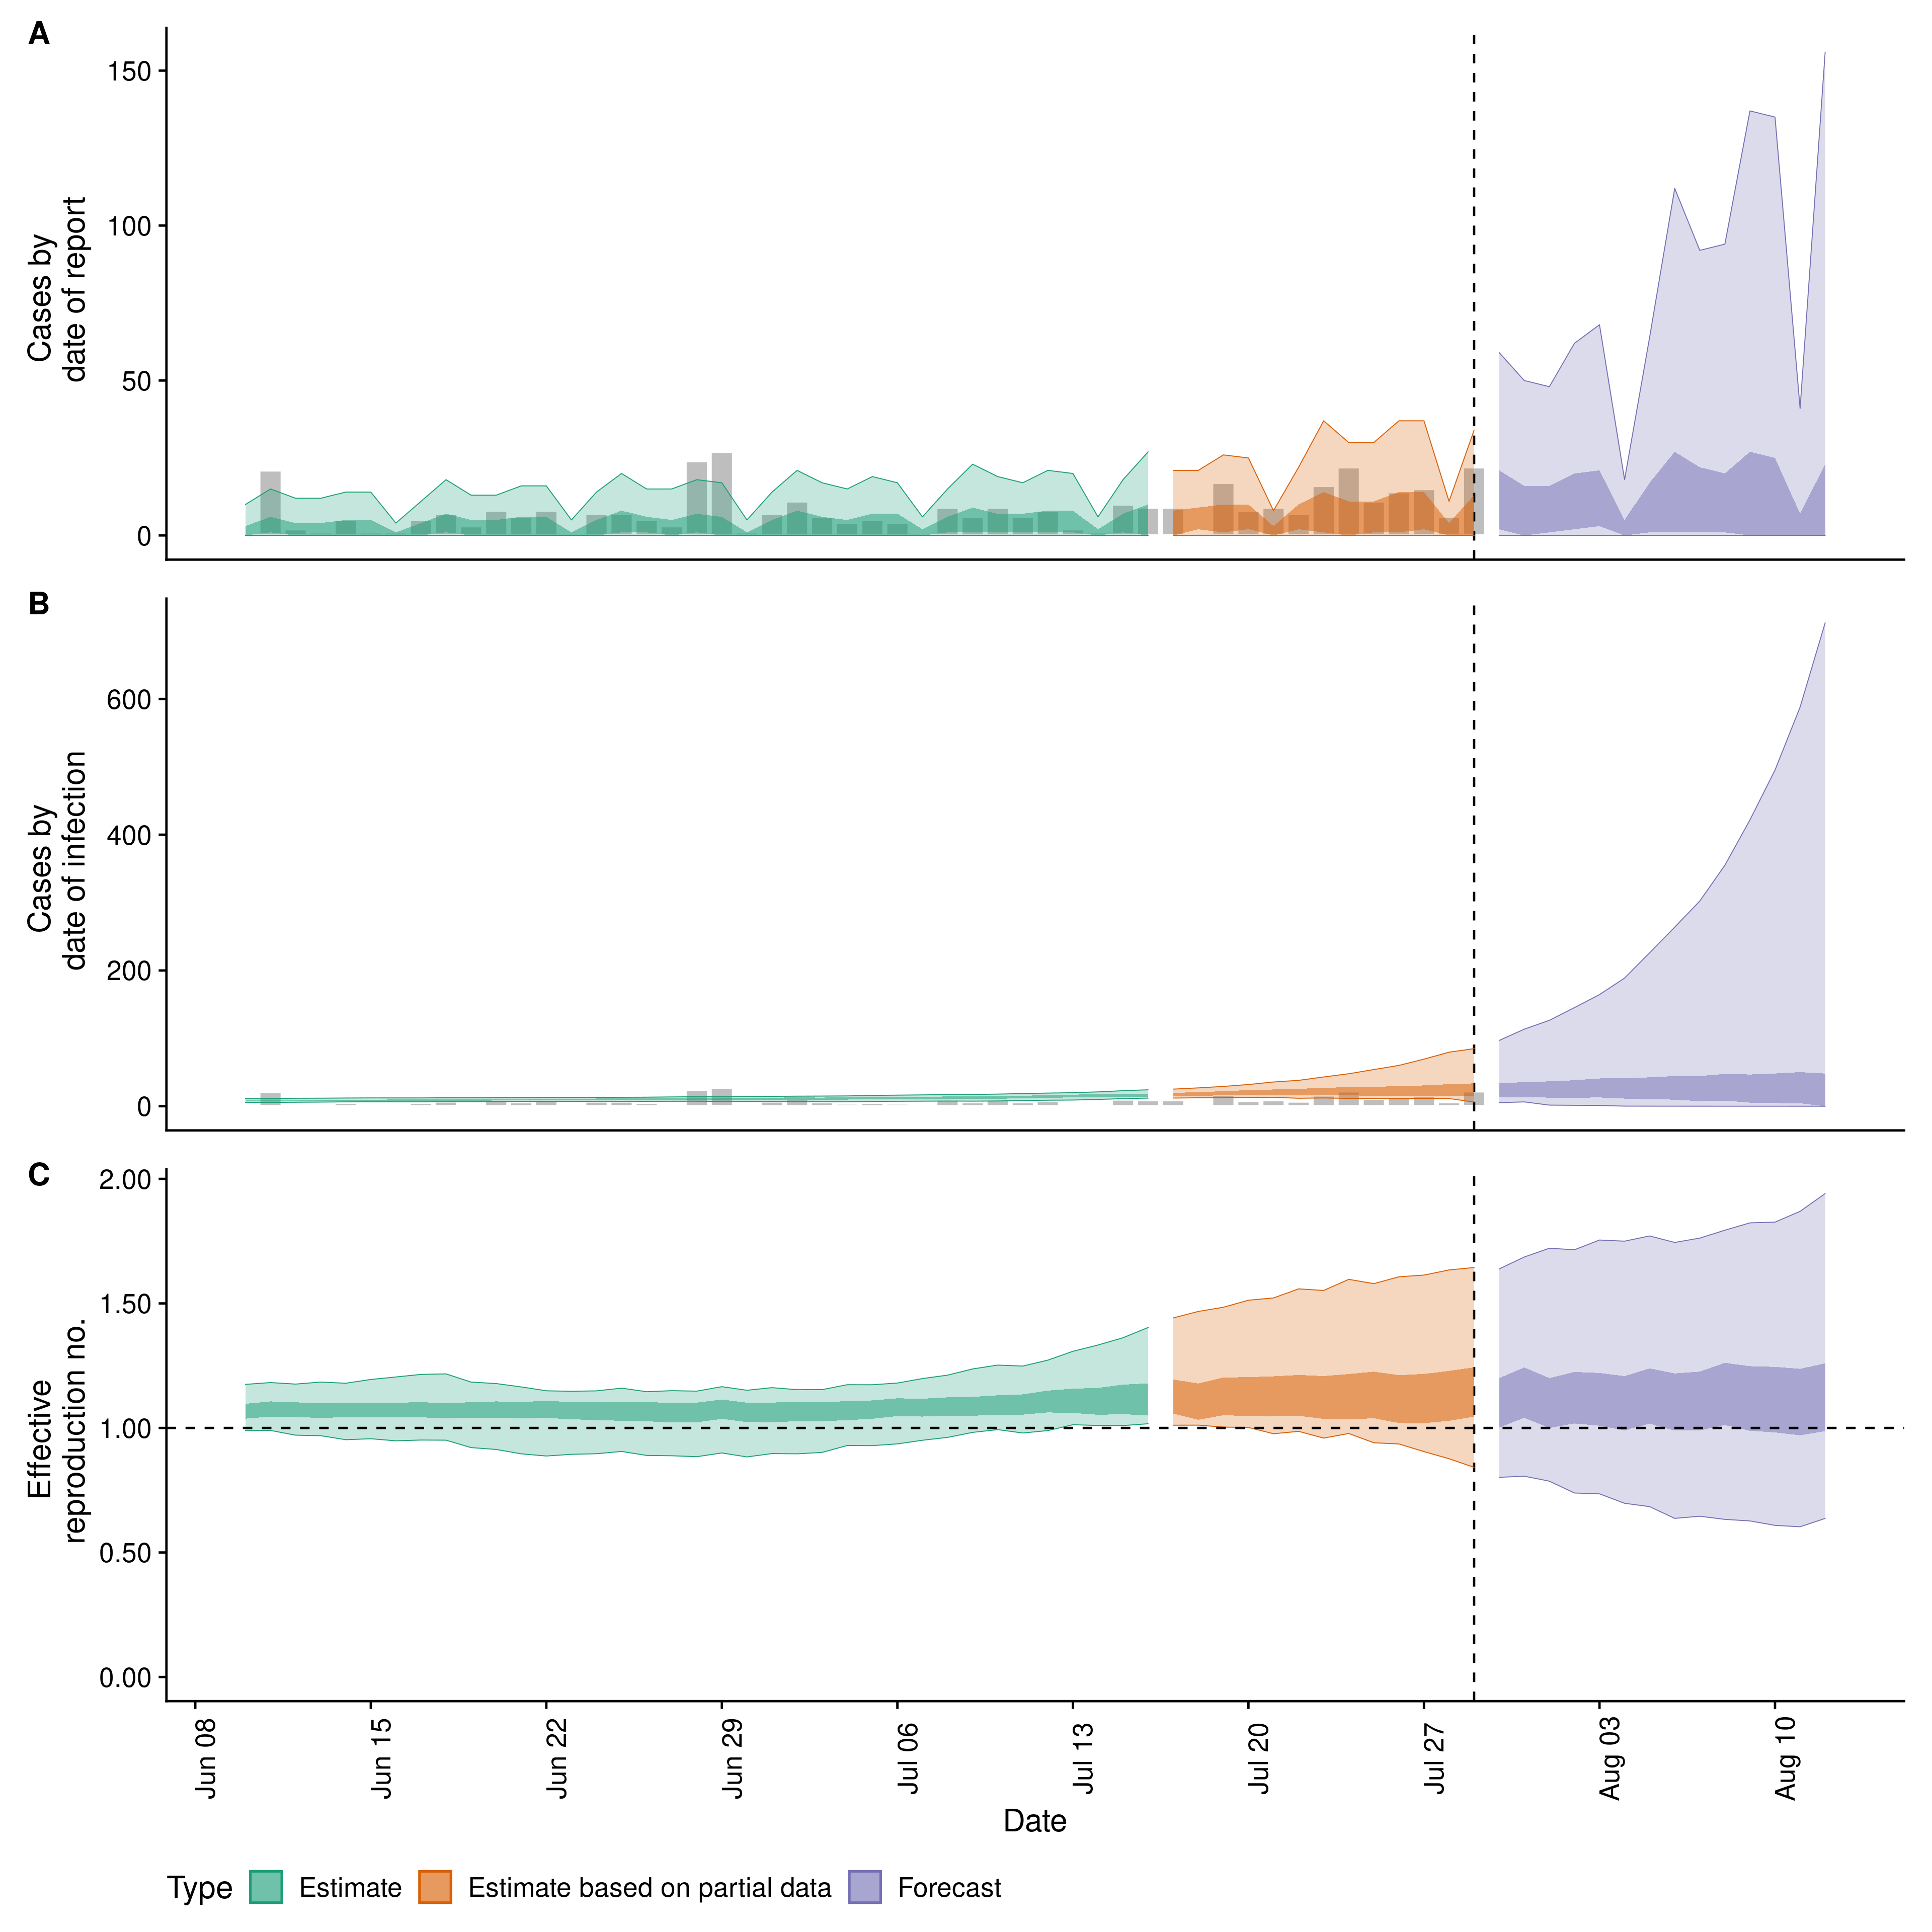 A
Cases by
date of report
150
100
50
0
B
Cases by
date of infection
600
400
200
0
C
Effective
reproduction no.
2.00
1.50
1.00
0.50
0.00
Jun 08
Jun 15
Jun 22
Jun 29
Jul 06
Jul 13
Jul 20
Jul 27
Aug 03
Aug 10
Date
Type Estimate Estimate based on partial data Forecast